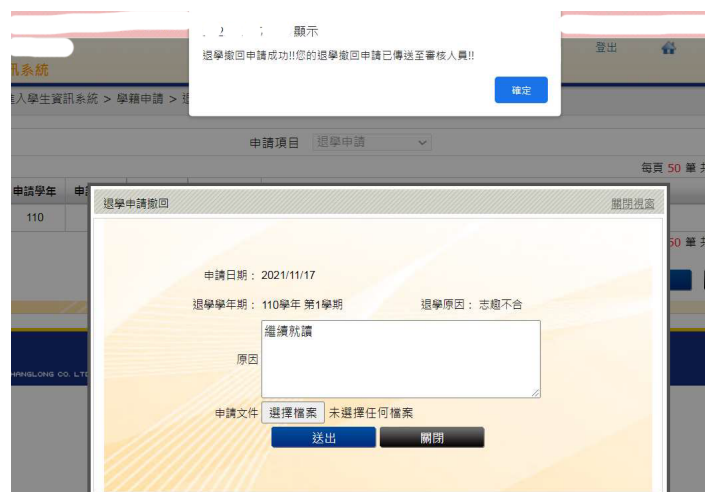 顯示
退學撤回申請成功!!您的退學撤回申請已傳送至審核人員!!
確定
登出
訊系統
學生資訊系統 > 學籍申請 >
申請項目 退學申請
每頁 50 筆
申請學年
110
退學申請撤回
關閉視窗
50 筆
申請日期： 2021/11/17
退學學年期： 110學年 第1學期
退學原因： 志趣不合
原因
繼續就讀
申請文件 選擇檔案 未選擇任何檔案
送出
關閉
CO. LT